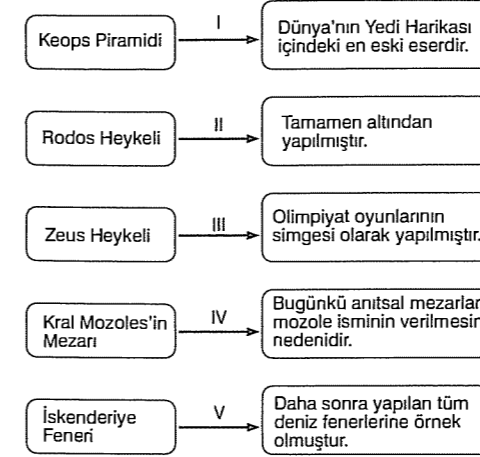 Keops Piramidi
I
Dünya'nın Yedi Harikası
içindeki en eski eserdir.
Rodos Heykeli
II
Tamamen altından
yapılmıştır.
Zeus Heykeli
III
Olimpiyat oyunlarının
simgesi olarak yapılmıştır.
Kral Mozoles'in
Mezarı
IV
Bugünkü anıtsal mezarlar
mozole isminin verilmesin
nedenidir.
İskenderiye
Feneri
V
Daha sonra yapılan tüm
deniz fenerlerine örnek
olmuştur.